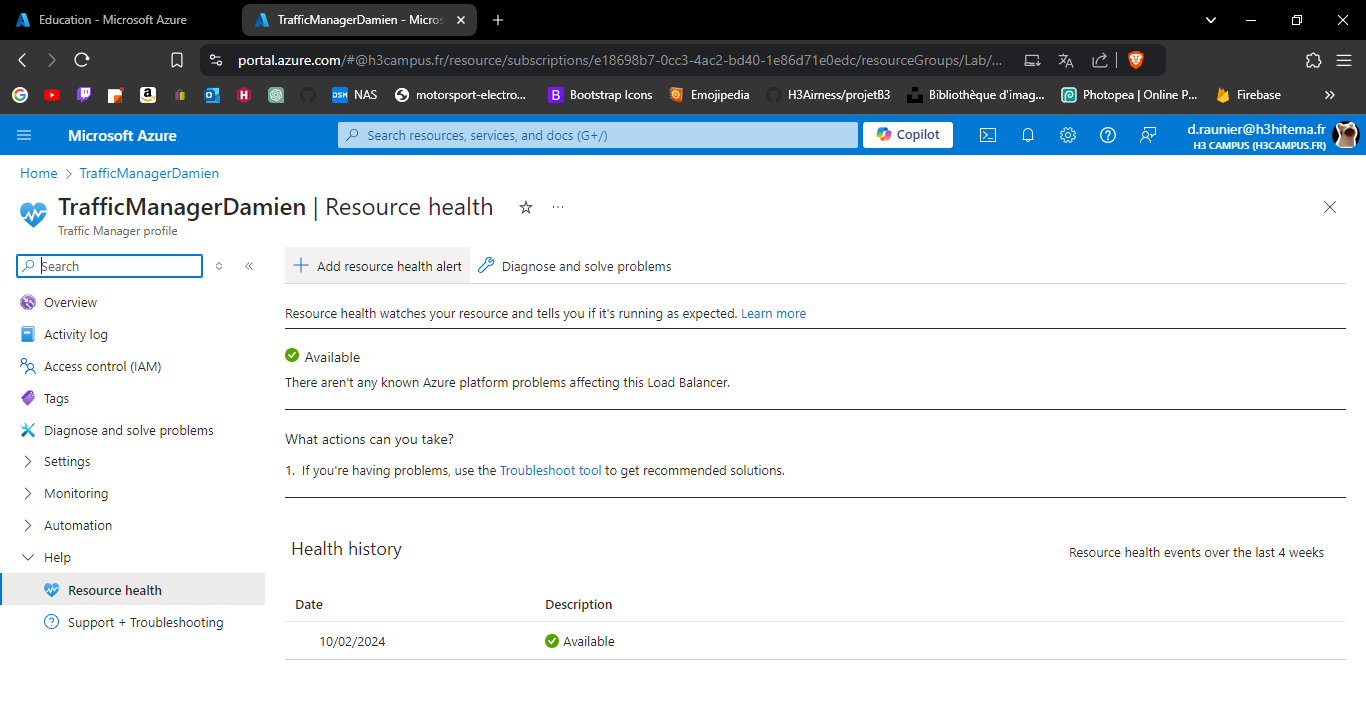 Education - Microsoft Azure
TrafficManagerDamien - Micros
portal.azure.com/#@h3campus.fr/resource/subscriptions/e18698b7-0cc3-4ac2-bd40-1e86d71e0edc/resourceGroups/Lab/...
DSM NAS
motorsport-electro...
B Bootstrap Icons
Emojipedia
H3Airness/projetB3
Bibliothèque d'imag...
Photopea | Online P...
Firebase
Microsoft Azure
Search resources, services, and docs (G+/)
Copilot
d.raunier@h3hitema.fr
H3 CAMPUS (H3CAMPUS.FR)
Home > TrafficManagerDamien
TrafficManagerDamien | Resource health
Traffic Manager profile
Search
Add resource health alert
Diagnose and solve problems
Overview
Activity log
Access control (IAM)
Tags
Diagnose and solve problems
Settings
Monitoring
Automation
Help
Resource health
Support + Troubleshooting
Resource health watches your resource and tells you if it's running as expected. Learn more
Available
There aren't any known Azure platform problems affecting this Load Balancer.
What actions can you take?
1. If you're having problems, use the Troubleshoot tool to get recommended solutions.
Health history
Resource health events over the last 4 weeks
Date Description
10/02/2024 Available